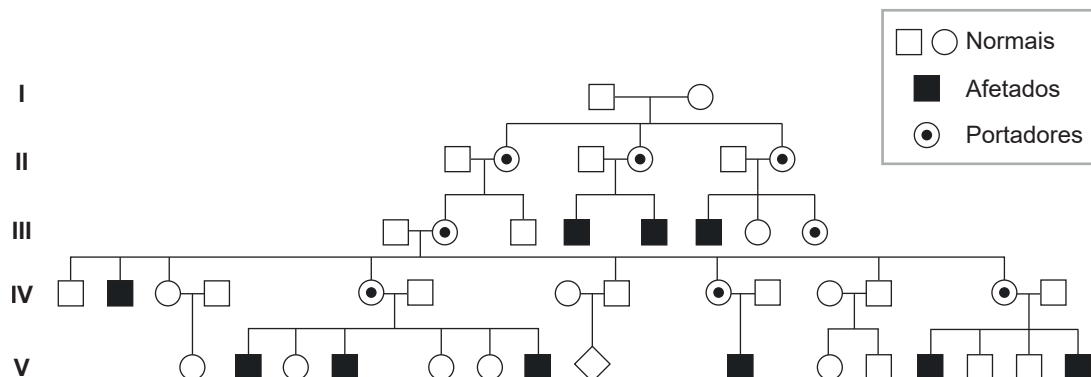 Normais
Afetados
Portadores
I
II
III
IV
V